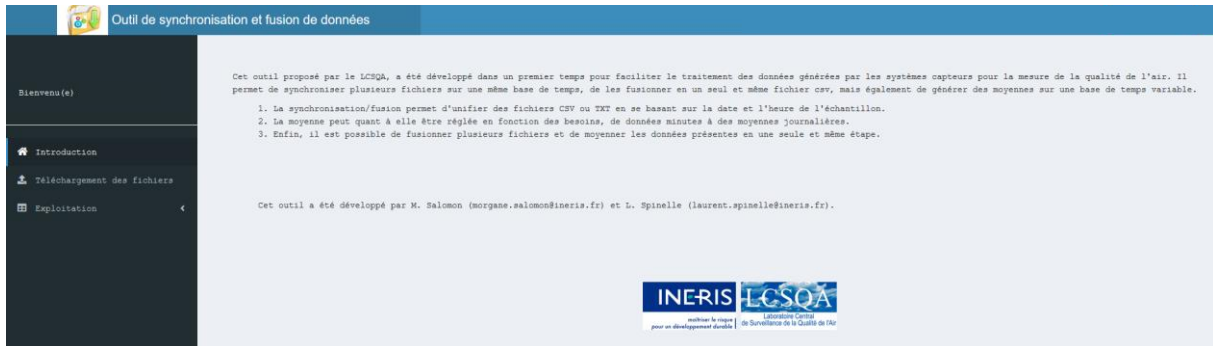 Outil de synchronisation et fusion de données
Bienvenu(e)
Introduction
Téléchargement des fichiers
Exploitation
Cet outil proposé par le LCSQA, a été développé dans un premier temps pour faciliter le traitement des données générées par les systèmes capteurs pour la mesure de la qualité de l'air. Il
permet de synchroniser plusieurs fichiers sur une même base de temps, de les fusionner en un seul et même fichier csv, mais également de générer des moyennes sur une base de temps variable.
1. La synchronisation/fusion permet d'unifier des fichiers CSV ou TXT en se basant sur la date et l'heure de l'échantillon.
2. La moyenne peut quant à elle être réglée en fonction des besoins, de données minutes à des moyennes journalières.
3. Enfin, il est possible de fusionner plusieurs fichiers et de moyenner les données présentes en une seule et même étape.
Cet outil a été développé par M. Salomon (morgane.salomon@ineris.fr) et L. Spinelle (laurent.spinelle@ineris.fr).
INERIS
maîtriser le risque
pour un développement durable
LCSQA
Laboratoire Central
de Surveillance de la Qualité de l'Air